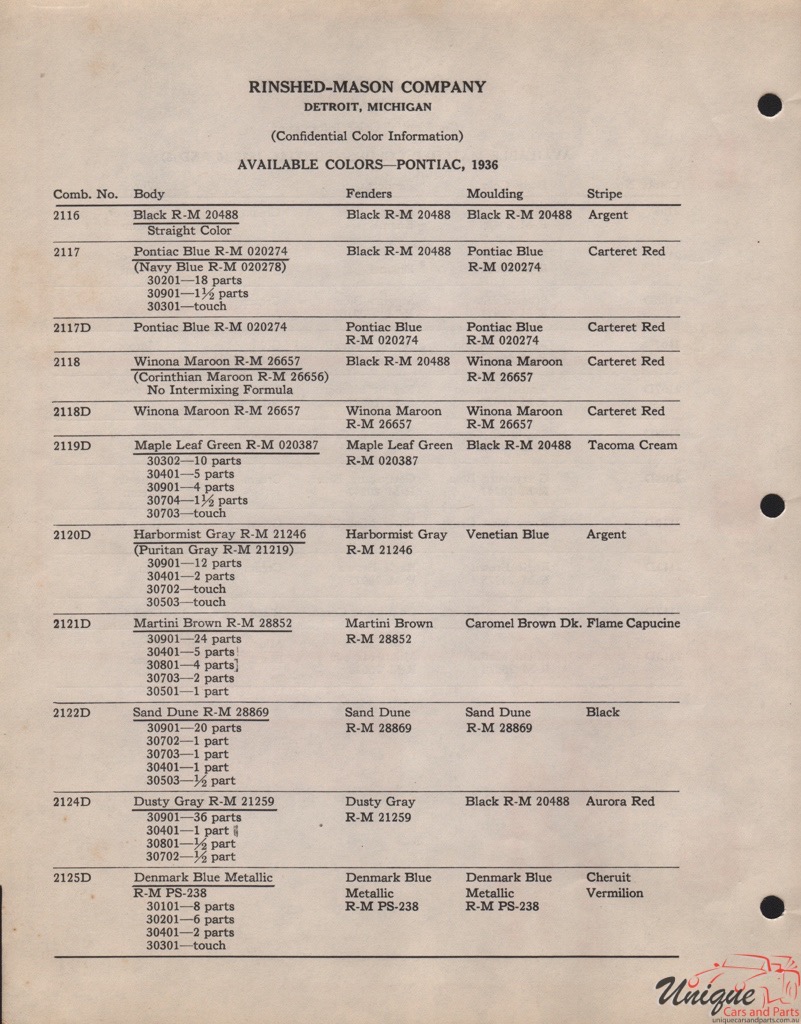 RINSHED-MASON COMPANY
DETROIT, MICHIGAN
(Confidential Color Information)
AVAILABLE COLORS—PONTIAC, 1936
Comb. No. Body Fenders Moulding Stripe
2116 Black R-M 20488 Black R-M 20488 Black R-M 20488 Argent
Straight Color
2117 Pontiac Blue R-M 020274 Black R-M 20488 Pontiac Blue Carteret Red
(Navy Blue R-M 020278) R-M 020274
30201—18 parts
30901—1½ parts
30301—touch
2117D Pontiac Blue R-M 020274 Pontiac Blue Pontiac Blue Carteret Red
R-M 020274 R-M 020274
2118 Winona Maroon R-M 26657 Black R-M 20488 Winona Maroon Carteret Red
(Corinthian Maroon R-M 26656) R-M 26657
No Intermixing Formula
2118D Winona Maroon R-M 26657 Winona Maroon Winona Maroon Carteret Red
R-M 26657 R-M 26657
2119D Maple Leaf Green R-M 020387 Maple Leaf Green Black R-M 20488 Tacoma Cream
30302—10 parts R-M 020387
30401—5 parts
30901—4 parts
30704—1½ parts
30703—touch
2120D Harbormist Gray R-M 21246 Harbormist Gray Venetian Blue Argent
(Puritan Gray R-M 21219) R-M 21246
30901—12 parts
30401—2 parts
30702—touch
30503—touch
2121D Martini Brown R-M 28852 Martini Brown Caromel Brown Dk. Flame Capucine
30901—24 parts R-M 28852
30401—5 parts
30801—4 parts
30703—2 parts
30501—1 part
2122D Sand Dune R-M 28869 Sand Dune Sand Dune Black
30901—20 parts R-M 28869 R-M 28869
30702—1 part
30703—1 part
30401—1 part
30503—½ part
2124D Dusty Gray R-M 21259 Dusty Gray Black R-M 20488 Aurora Red
30901—36 parts R-M 21259
30401—1 part
30801—½ part
30702—½ part
2125D Denmark Blue Metallic Denmark Blue Denmark Blue Cheruit
R-M PS-238 Metallic Metallic Vermilion
30101—8 parts R-M PS-238 R-M PS-238
30201—6 parts
30401—2 parts
30301—touch
Unique
Cars and Parts
uniquecarsandparts.com.au